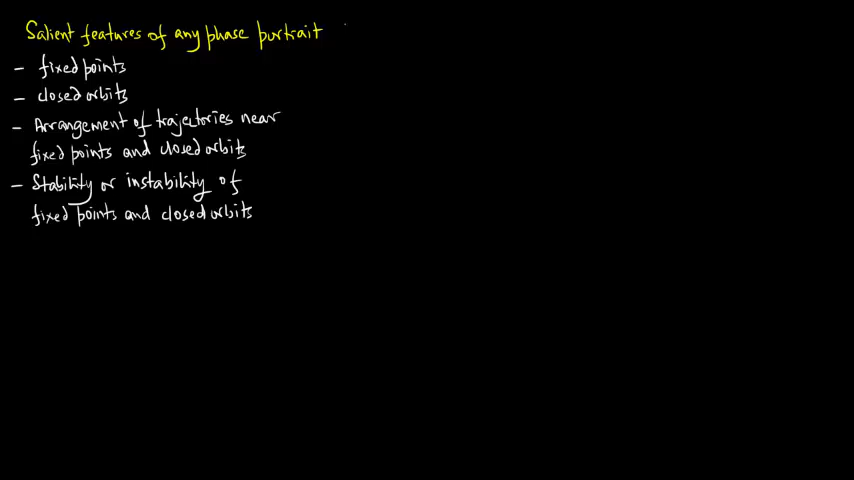 Salient features of any phase portrait
- fixed points
- closed orbits
- Arrangement of trajectories near
fixed points and closed orbits
- Stability or instability of
fixed points and closed orbits